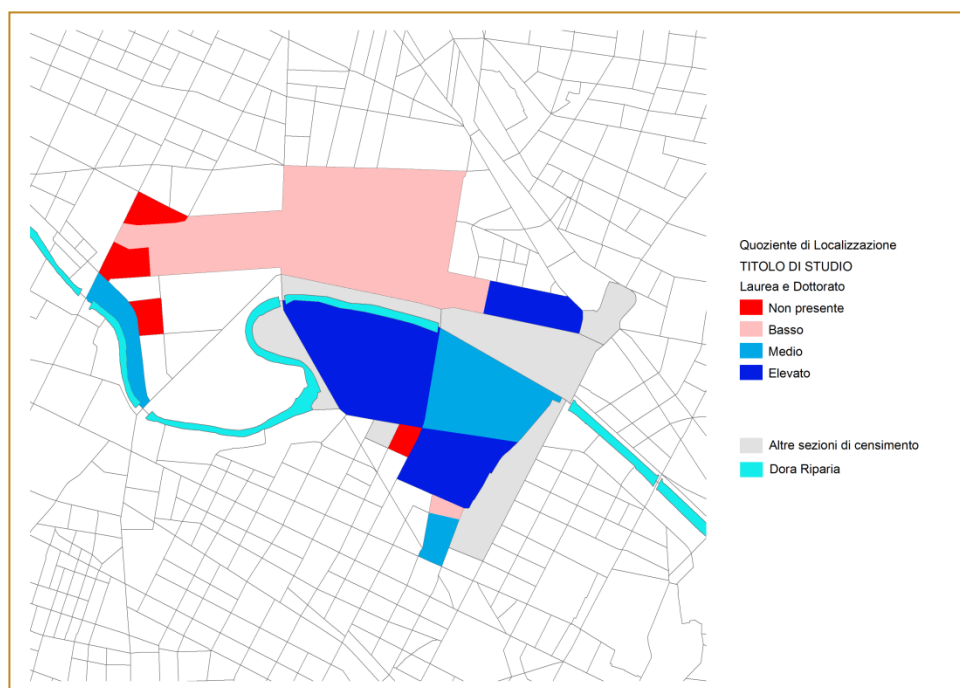 Quoziente di Localizzazione
TITOLO DI STUDIO
Laurea e Dottorato
Non presente
Basso
Medio
Elevato
Altre sezioni di censimento
Dora Riparia